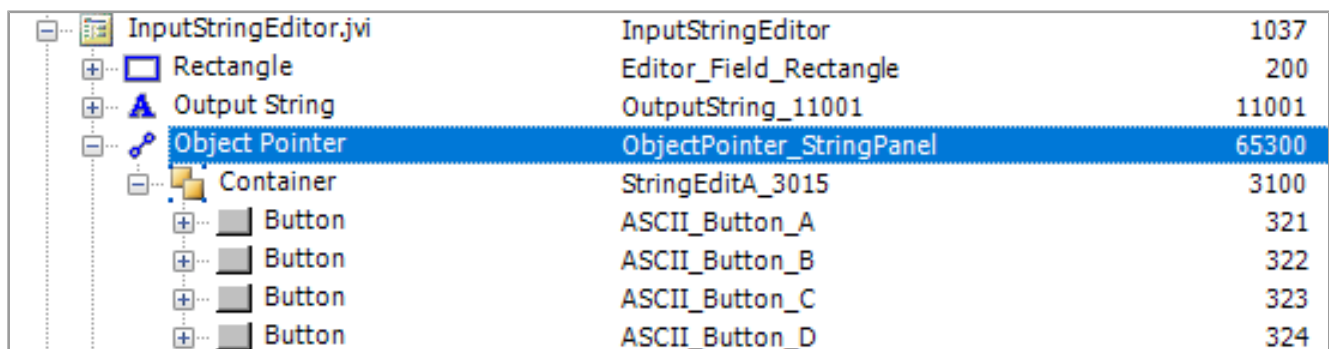 InputStringEditor.jvi InputStringEditor 1037
Rectangle Editor_Field_Rectangle 200
A Output String OutputString_11001 11001
Object Pointer ObjectPointer_StringPanel 65300
Container StringEditA_3015 3100
Button ASCII_Button_A 321
Button ASCII_Button_B 322
Button ASCII_Button_C 323
Button ASCII_Button_D 324